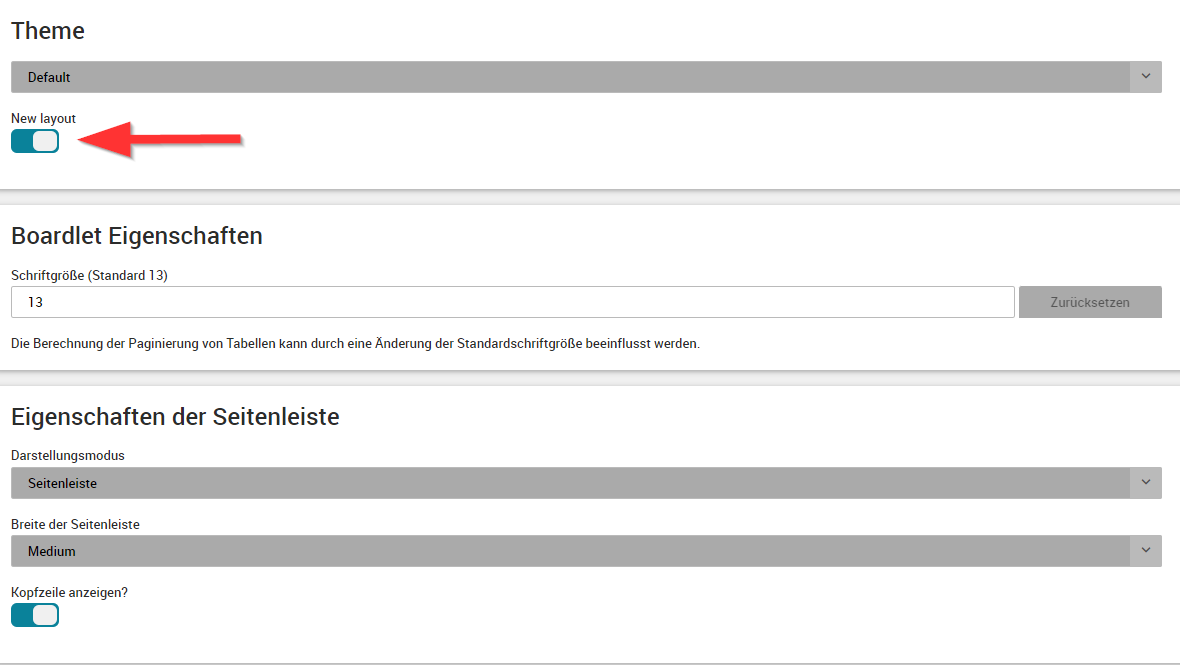 Theme
Default
New layout
Boardlet Eigenschaften
Schriftgröße (Standard 13)
13
Zurücksetzen
Die Berechnung der Paginierung von Tabellen kann durch eine Änderung der Standardschriftgröße beeinflusst werden.
Eigenschaften der Seitenleiste
Darstellungsmodus
Seitenleiste
Breite der Seitenleiste
Medium
Kopfzeile anzeigen?